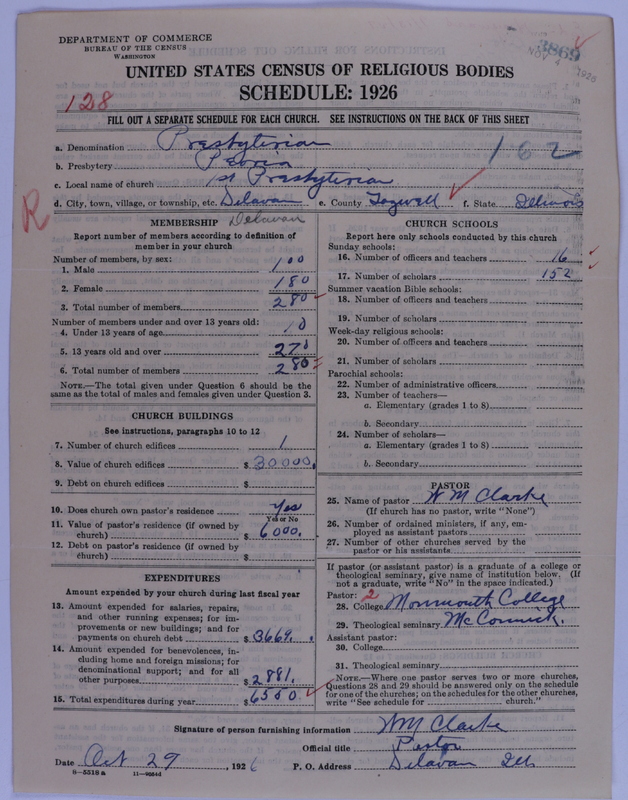 DEPARTMENT OF COMMERCE
BUREAU OF THE CENSUS
WASHINGTON
3869
NOV 4 1926
UNITED STATES CENSUS OF RELIGIOUS BODIES
SCHEDULE: 1926
128
FILL OUT A SEPARATE SCHEDULE FOR EACH CHURCH. SEE INSTRUCTIONS ON THE BACK OF THIS SHEET
a. Denomination Presbyterian
b. Presbytery Peoria 162
c. Local name of church 1st Presbyterian
d. City, town, village, or township, etc. Delavan e. County Tazwell f. State Illinois
R
MEMBERSHIP Delavan
Report number of members according to definition of
member in your church
Number of members, by sex:
1. Male 100
2. Female 180
3. Total number of members 280
Number of members under and over 13 years old:
4. Under 13 years of age 10
5. 13 years old and over 270
6. Total number of members 280
NOTE.—The total given under Question 6 should be the
same as the total of males and females given under Question 3.
CHURCH BUILDINGS
See instructions, paragraphs 10 to 12
7. Number of church edifices 1
8. Value of church edifices $ 30000.
9. Debt on church edifices $
10. Does church own pastor's residence Yes
Yes or No
11. Value of pastor's residence (if owned by
church) $ 6000.
12. Debt on pastor's residence (if owned by
church) $
EXPENDITURES
Amount expended by your church during last fiscal year
13. Amount expended for salaries, repairs,
and other running expenses; for im-
provements or new buildings; and for
payments on church debt $ 3669.
14. Amount expended for benevolences, in-
cluding home and foreign missions; for
denominational support; and for all
other purposes $ 2881.
15. Total expenditures during year $ 6550
CHURCH SCHOOLS
Report here only schools conducted by this church
Sunday schools:
16. Number of officers and teachers 16
17. Number of scholars 152
Summer vacation Bible schools:
18. Number of officers and teachers
19. Number of scholars
Week-day religious schools:
20. Number of officers and teachers
21. Number of scholars
Parochial schools:
22. Number of administrative officers
23. Number of teachers—
a. Elementary (grades 1 to 8)
b. Secondary
24. Number of scholars—
a. Elementary (grades 1 to 8)
b. Secondary
PASTOR
25. Name of pastor W M Clarke
(If church has no pastor, write "None")
26. Number of ordained ministers, if any, em-
ployed as assistant pastors
27. Number of other churches served by the
pastor or his assistants
If pastor (or assistant pastor) is a graduate of a college or
theological seminary, give name of institution below. (If
not a graduate, write "No" in the space indicated.)
Pastor: 2
28. College Monmouth College
29. Theological seminary McCormick.
Assistant pastor:
30. College
31. Theological seminary
NOTE.—Where one pastor serves two or more churches,
Questions 28 and 29 should be answered only on the schedule
for one of the churches; on the schedules for the other churches,
write "See schedule for church."
Signature of person furnishing information WM Clarke
Official title Pastor
Date Oct 29, 1926 P. O. Address Delavan Ills
8—5518 a 11—9564d